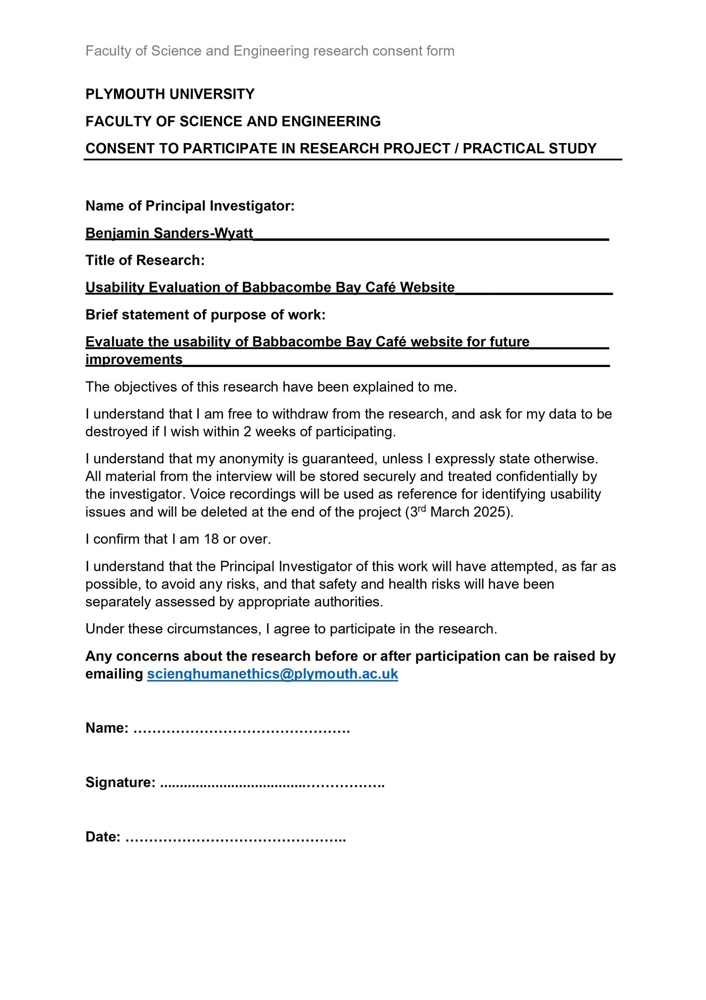 Faculty of Science and Engineering research consent form
PLYMOUTH UNIVERSITY
FACULTY OF SCIENCE AND ENGINEERING
CONSENT TO PARTICIPATE IN RESEARCH PROJECT / PRACTICAL STUDY
Name of Principal Investigator:
Benjamin Sanders-Wyatt
Title of Research:
Usability Evaluation of Babbacombe Bay Café Website
Brief statement of purpose of work:
Evaluate the usability of Babbacombe Bay Café website for future
improvements
The objectives of this research have been explained to me.
I understand that I am free to withdraw from the research, and ask for my data to be
destroyed if I wish within 2 weeks of participating.
I understand that my anonymity is guaranteed, unless I expressly state otherwise.
All material from the interview will be stored securely and treated confidentially by
the investigator. Voice recordings will be used as reference for identifying usability
issues and will be deleted at the end of the project (3rd March 2025).
I confirm that I am 18 or over.
I understand that the Principal Investigator of this work will have attempted, as far as
possible, to avoid any risks, and that safety and health risks will have been
separately assessed by appropriate authorities.
Under these circumstances, I agree to participate in the research.
Any concerns about the research before or after participation can be raised by
emailing scienghumanethics@plymouth.ac.uk
Name: ……………………………………….
Signature: .....................................……………..
Date: ………………………………………..